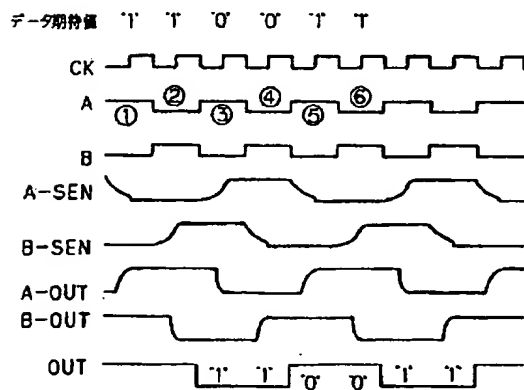 データ期待値 "1" "1" "0" "0" "1" "1"
CK
A
① ② ③ ④ ⑤ ⑥
B
A-SEN
B-SEN
A-OUT
B-OUT
OUT "1" "1" "0" "0" "1" "1"